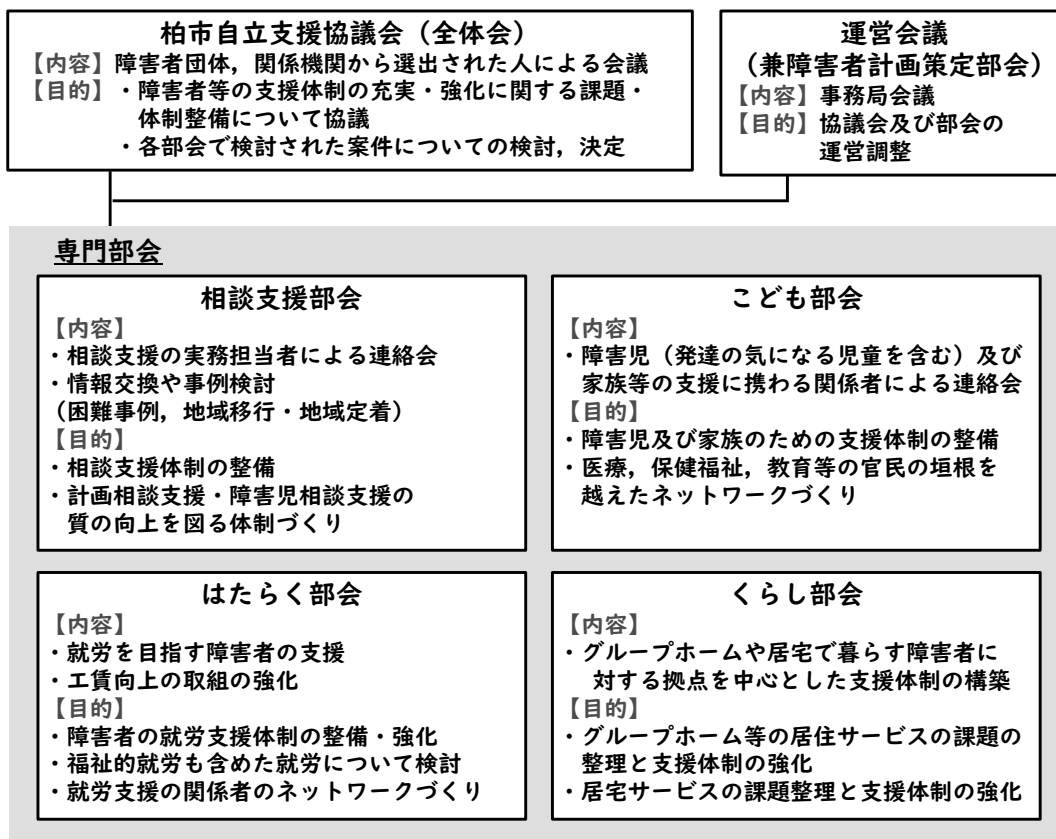 柏市自立支援協議会（全体会）
【内容】障害者団体，関係機関から選出された人による会議
【目的】・障害者等の支援体制の充実・強化に関する課題・
体制整備について協議
・各部会で検討された案件についての検討，決定
運営会議
（兼障害者計画策定部会）
【内容】事務局会議
【目的】協議会及び部会の
運営調整
専門部会
相談支援部会
【内容】
・相談支援の実務担当者による連絡会
・情報交換や事例検討
（困難事例，地域移行・地域定着）
【目的】
・相談支援体制の整備
・計画相談支援・障害児相談支援の
質の向上を図る体制づくり
こども部会
【内容】
・障害児（発達の気になる児童を含む）及び
家族等の支援に携わる関係者による連絡会
【目的】
・障害児及び家族のための支援体制の整備
・医療，保健福祉，教育等の官民の垣根を
越えたネットワークづくり
はたらく部会
【内容】
・就労を目指す障害者の支援
・工賃向上の取組の強化
【目的】
・障害者の就労支援体制の整備・強化
・福祉的就労も含めた就労について検討
・就労支援の関係者のネットワークづくり
くらし部会
【内容】
・グループホームや居宅で暮らす障害者に
対する拠点を中心とした支援体制の構築
【目的】
・グループホーム等の居住サービスの課題の
整理と支援体制の強化
・居宅サービスの課題整理と支援体制の強化